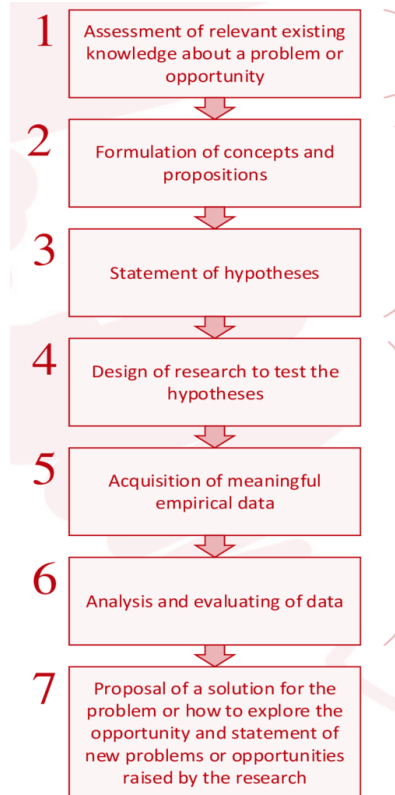 1
Assessment of relevant existing
knowledge about a problem or
opportunity
2
Formulation of concepts and
propositions
3
Statement of hypotheses
4
Design of research to test the
hypotheses
5
Acquisition of meaningful
empirical data
6
Analysis and evaluating of data
7
Proposal of a solution for the
problem or how to explore the
opportunity and statement of
new problems or opportunities
raised by the research